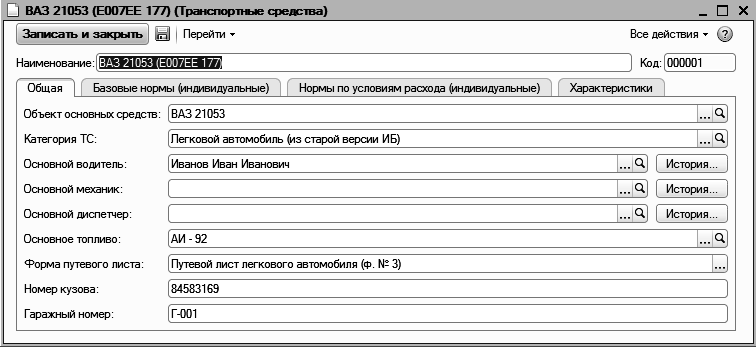 ВАЗ 21053 (Е007ЕЕ 177) (Транспортные средства)
Записать и закрыть Перейти Все действия ?
Наименование: ВАЗ 21053 (Е007ЕЕ 177) Код: 000001
Общая Базовые нормы (индивидуальные) Нормы по условиям расхода (индивидуальные) Характеристики
Объект основных средств: ВАЗ 21053 ...
Категория ТС: Легковой автомобиль (из старой версии ИБ) ...
Основной водитель: Иванов Иван Иванович ... История...
Основной механик: ... История...
Основной диспетчер: ... История...
Основное топливо: АИ - 92 ...
Форма путевого листа: Путевой лист легкового автомобиля (ф. № 3) ...
Номер кузова: 84583169
Гаражный номер: Г-001